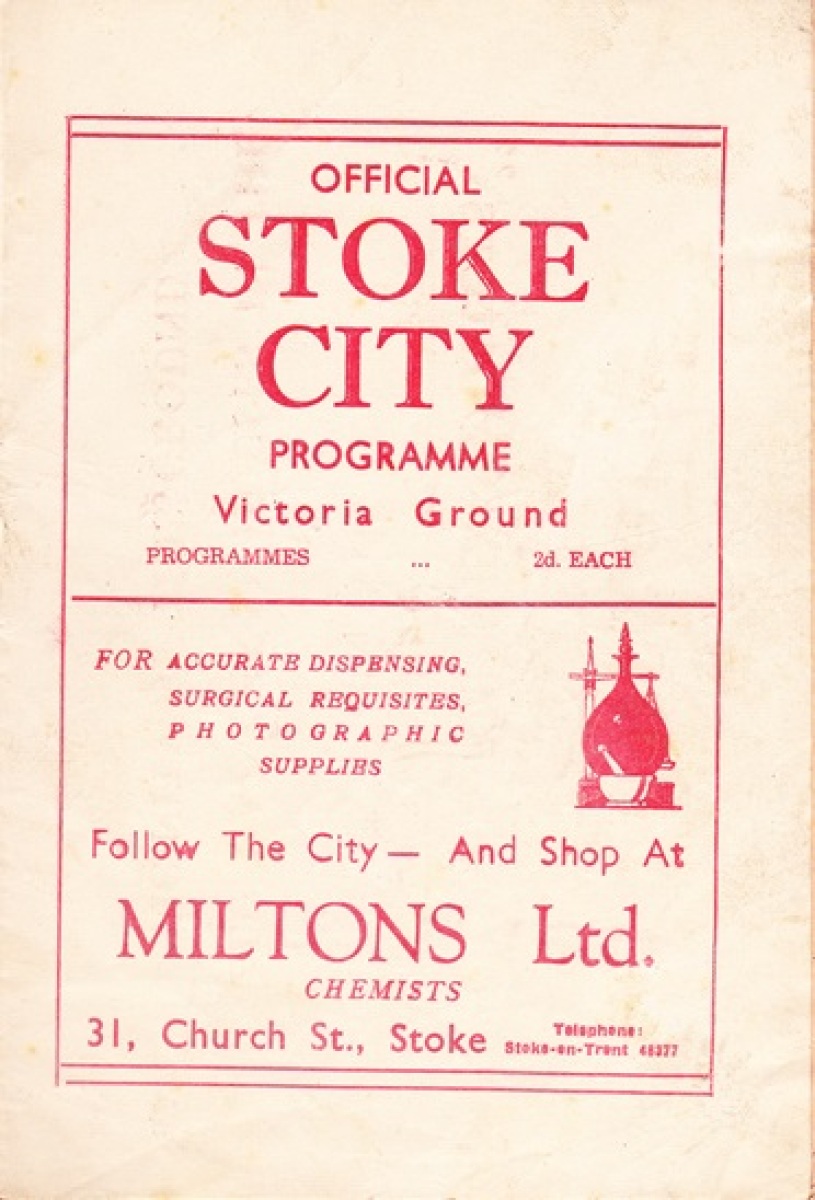 OFFICIAL
STOKE
CITY
PROGRAMME
Victoria Ground
PROGRAMMES ... 2d. EACH
FOR ACCURATE DISPENSING,
SURGICAL REQUISITES,
PHOTOGRAPHIC
SUPPLIES
Follow The City — And Shop At
MILTONS Ltd.
CHEMISTS
31, Church St., Stoke
Telephone:
Stoke-on-Trent 48377